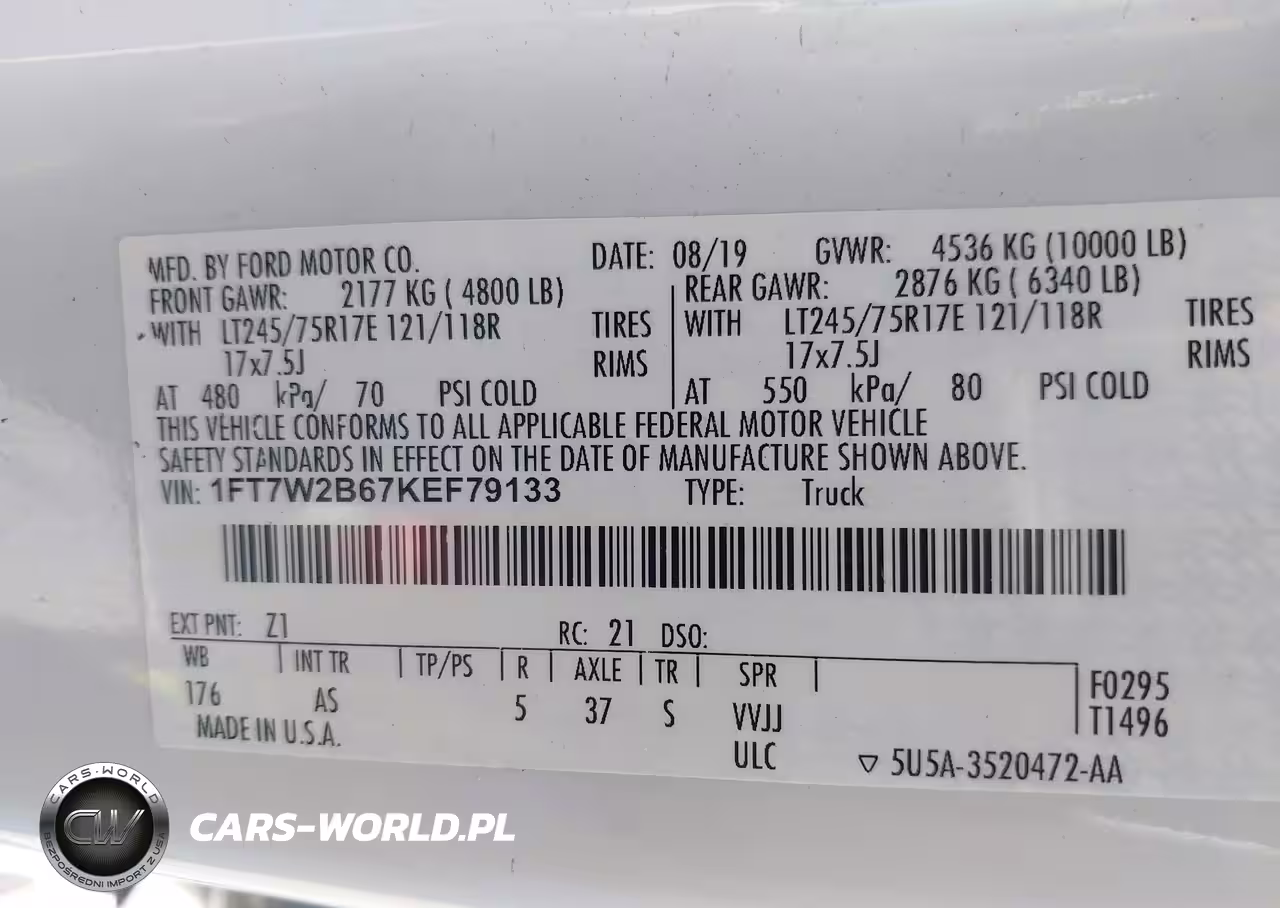 MFD. BY FORD MOTOR CO. DATE: 08/19 GVWR: 4536 KG (10000 LB)
FRONT GAWR: 2177 KG ( 4800 LB) REAR GAWR: 2876 KG ( 6340 LB)
WITH LT245/75R17E 121/118R TIRES WITH LT245/75R17E 121/118R TIRES
17x7.5J RIMS 17x7.5J RIMS
AT 480 kPa/ 70 PSI COLD AT 550 kPa/ 80 PSI COLD
THIS VEHICLE CONFORMS TO ALL APPLICABLE FEDERAL MOTOR VEHICLE
SAFETY STANDARDS IN EFFECT ON THE DATE OF MANUFACTURE SHOWN ABOVE.
VIN: 1FT7W2B67KEF79133 TYPE: Truck
EXT PNT: Z1 RC: 21 DSO:
WB INT TR TP/PS R AXLE TR SPR
176 AS 5 37 S VVJJ F0295
T1496
MADE IN U.S.A. ULC 5U5A-3520472-AA
CARS-WORLD
CW
BEZPOŚREDNI IMPORT Z USA
CARS-WORLD.PL